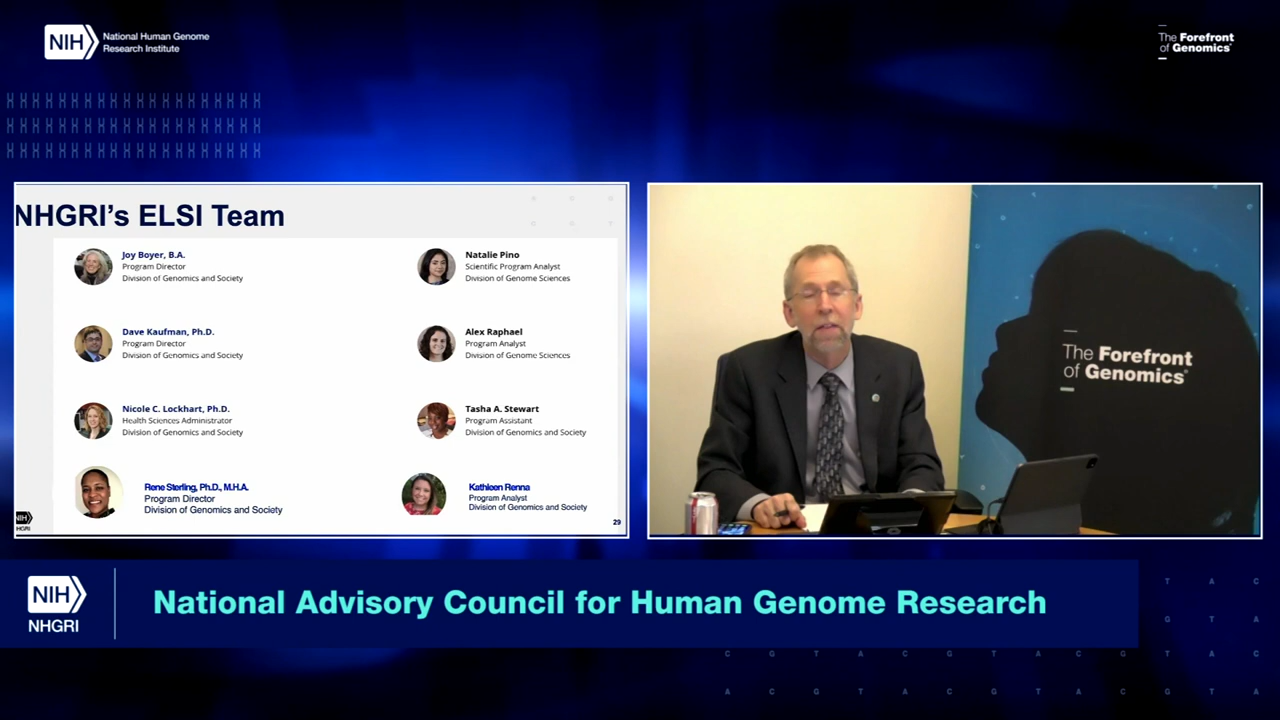 NIH
National Human Genome
Research Institute
The Forefront
of Genomics®
NHGRI's ELSI Team
Joy Boyer, B.A.
Program Director
Division of Genomics and Society
Natalie Pino
Scientific Program Analyst
Division of Genome Sciences
Dave Kaufman, Ph.D.
Program Director
Division of Genomics and Society
Alex Raphael
Program Analyst
Division of Genome Sciences
Nicole C. Lockhart, Ph.D.
Health Sciences Administrator
Division of Genomics and Society
Tasha A. Stewart
Program Assistant
Division of Genomics and Society
Rene Sterling, Ph.D., M.H.A.
Program Director
Division of Genomics and Society
Kathleen Renna
Program Analyst
Division of Genomics and Society
NIH
NHGRI
29
The Forefront
of Genomics®
NIH
NHGRI
National Advisory Council for Human Genome Research
T A C
G T A
C G T A C G T A C G T A C
A C G T A C G T A C G T A